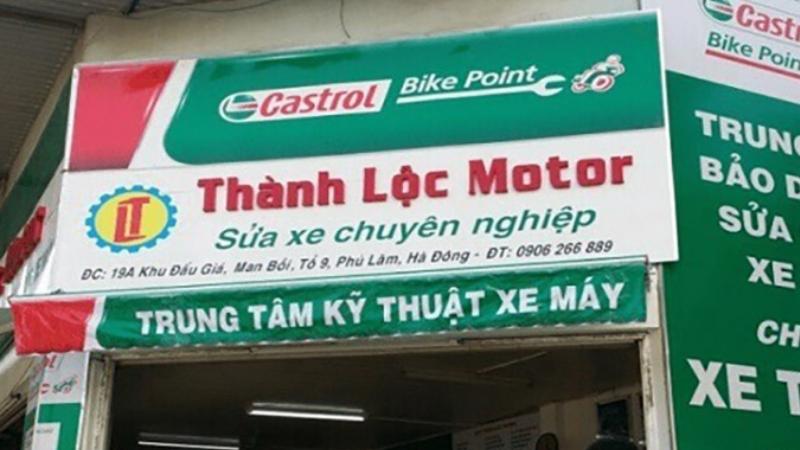 Castrol Bike Point
LT
Thành Lộc Motor
Sửa xe chuyên nghiệp
ĐC: 19A Khu Đấu Giá, Man Bồi, Tổ 9, Phú Lãm, Hà Đông - ĐT: 0906 266 889
TRUNG TÂM KỸ THUẬT XE MÁY
Castrol
Bike Point
TRUNG
BẢO
SỬA
XE
XE